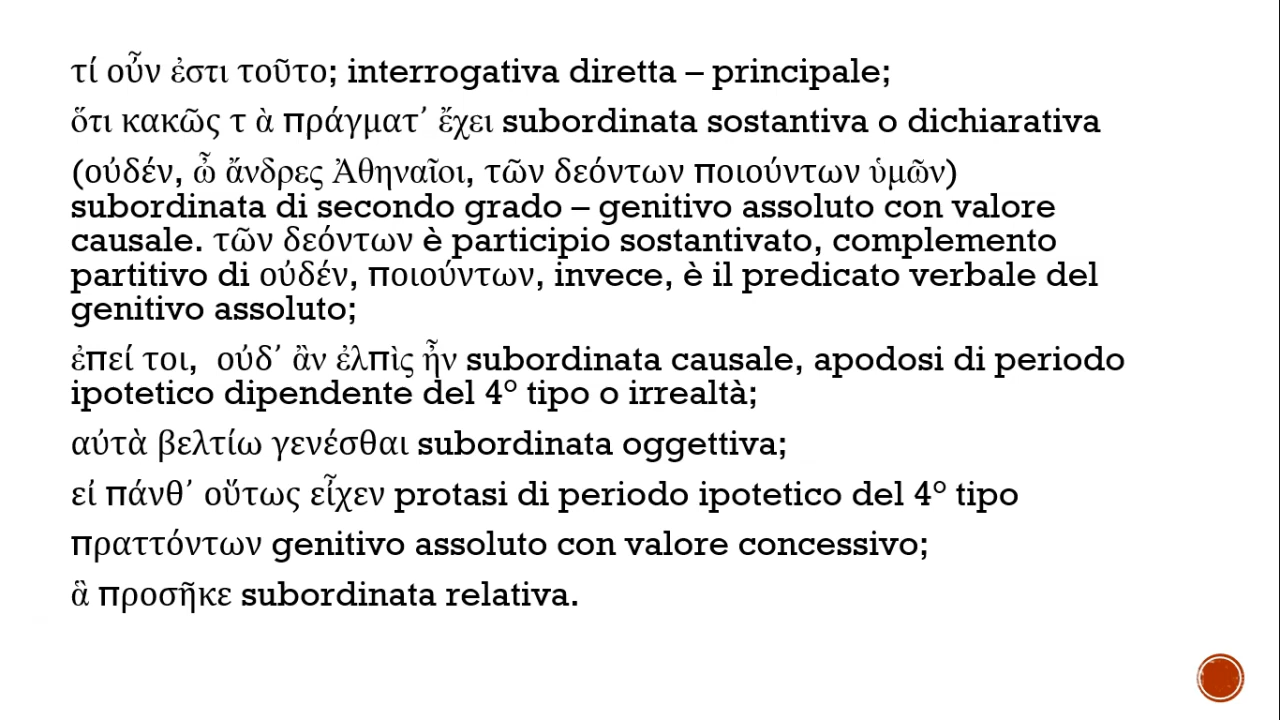 τί οὖν ἐστι τοῦτο; interrogativa diretta – principale;
ὅτι κακῶς τ ὰ πράγματ᾽ ἔχει subordinata sostantiva o dichiarativa
(οὐδέν, ὦ ἄνδρες Ἀθηναῖοι, τῶν δεόντων ποιούντων ὑμῶν)
subordinata di secondo grado – genitivo assoluto con valore
causale. τῶν δεόντων è participio sostantivato, complemento
partitivo di οὐδέν, ποιούντων, invece, è il predicato verbale del
genitivo assoluto;
ἐπεί τοι, οὐδ᾽ ἂν ἐλπὶς ἦν subordinata causale, apodosi di periodo
ipotetico dipendente del 4° tipo o irrealtà;
αὐτὰ βελτίω γενέσθαι subordinata oggettiva;
εἰ πάνθ᾽ οὕτως εἶχεν protasi di periodo ipotetico del 4° tipo
πραττόντων genitivo assoluto con valore concessivo;
ἃ προσῆκε subordinata relativa.